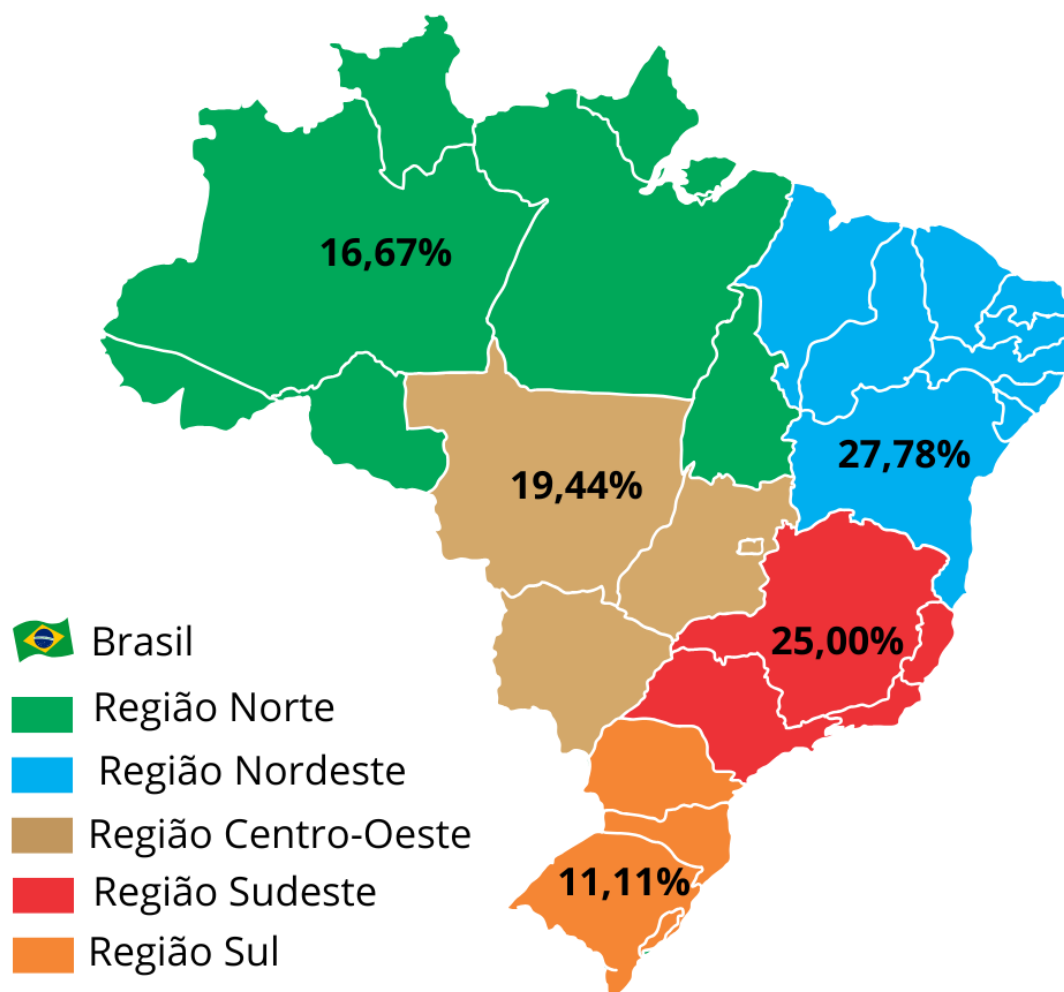 16,67%
27,78%
19,44%
25,00%
11,11%
Brasil
Região Norte
Região Nordeste
Região Centro-Oeste
Região Sudeste
Região Sul